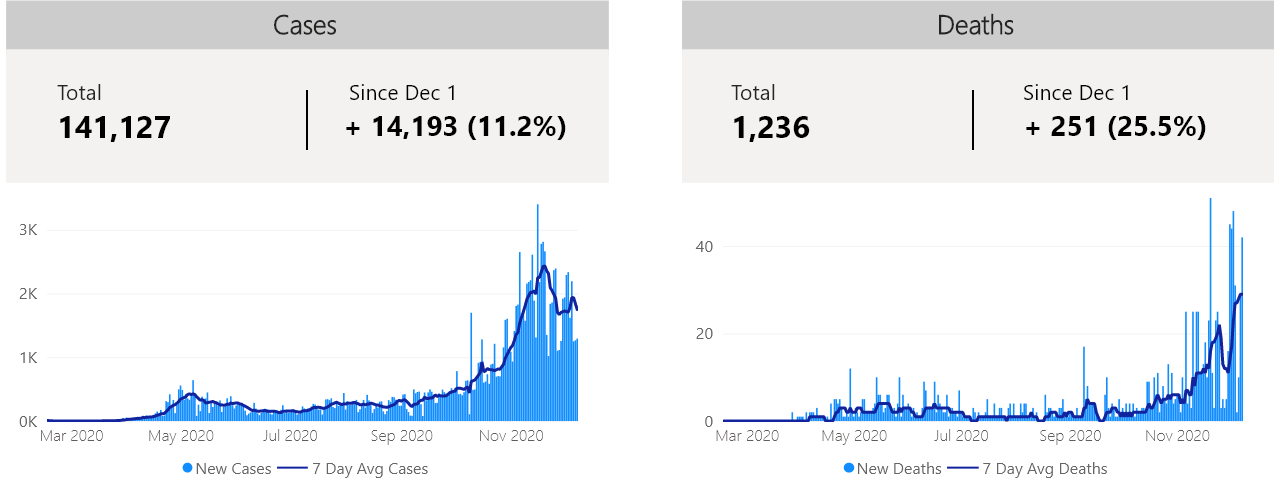 Cases
Total
141,127
Since Dec 1
+ 14,193 (11.2%)
3K
2K
1K
0K
Mar 2020 May 2020 Jul 2020 Sep 2020 Nov 2020
New Cases 7 Day Avg Cases
Deaths
Total
1,236
Since Dec 1
+ 251 (25.5%)
40
20
0
Mar 2020 May 2020 Jul 2020 Sep 2020 Nov 2020
New Deaths 7 Day Avg Deaths